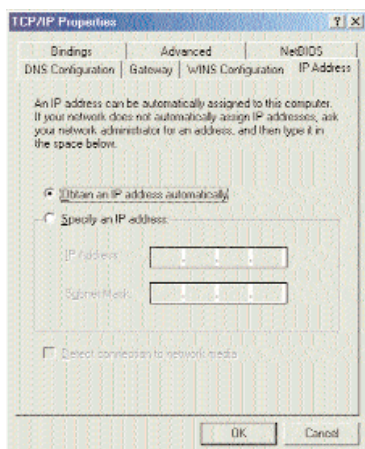 TCP/IP Properties
Bindings Advanced NetBIOS
DNS Configuration Gateway WINS Configuration IP Address
An IP address can be automatically assigned to this computer.
If your network does not automatically assign IP addresses, ask
your network administrator for an address, and then type it in
the space below.
Obtain an IP address automatically
Specify an IP address:
IP Address:
Subnet Mask:
Detect connection to network media
OK Cancel